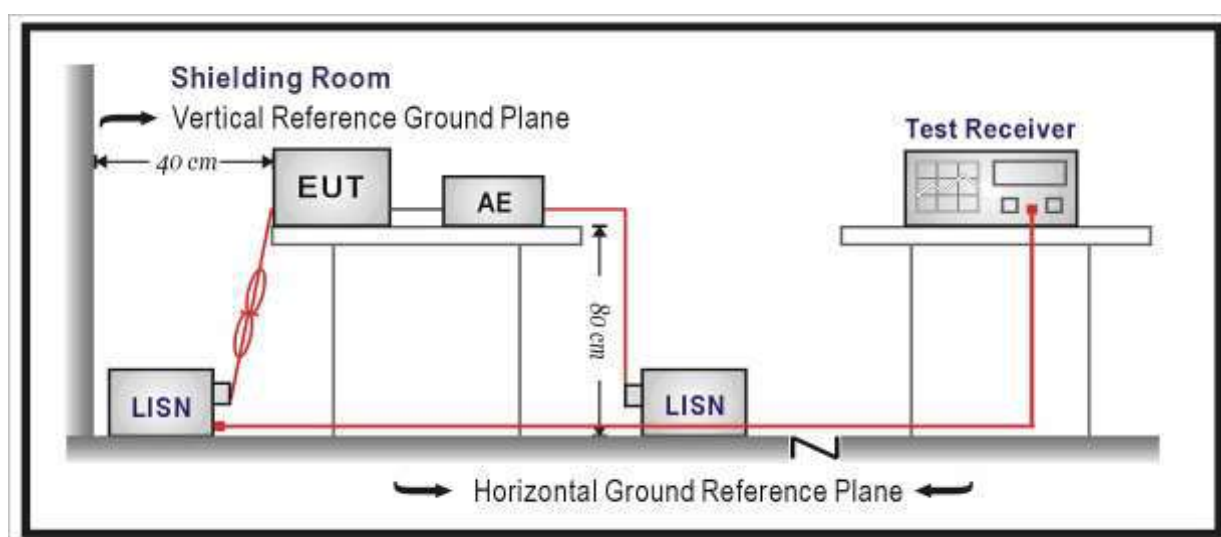 Shielding Room
Vertical Reference Ground Plane
40 cm
EUT
AE
Test Receiver
80 cm
LISN
LISN
Horizontal Ground Reference Plane